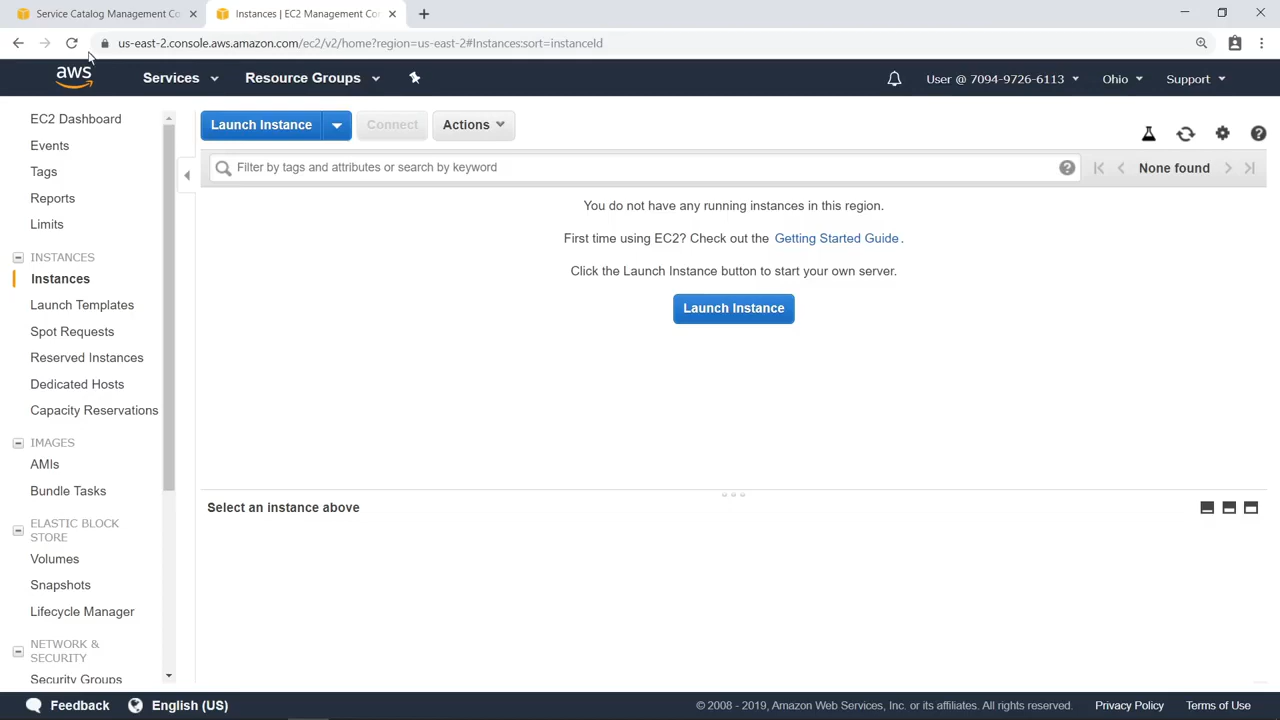 Service Catalog Management Co
Instances | EC2 Management Co
us-east-2.console.aws.amazon.com/ec2/v2/home?region=us-east-2#Instances:sort=instanceId
aws
Services
Resource Groups
User @ 7094-9726-6113
Ohio
Support
EC2 Dashboard
Events
Tags
Reports
Limits
INSTANCES
Instances
Launch Templates
Spot Requests
Reserved Instances
Dedicated Hosts
Capacity Reservations
IMAGES
AMIs
Bundle Tasks
ELASTIC BLOCK
STORE
Volumes
Snapshots
Lifecycle Manager
NETWORK &
SECURITY
Security Groups
Launch Instance
Connect
Actions
Filter by tags and attributes or search by keyword
None found
You do not have any running instances in this region.
First time using EC2? Check out the Getting Started Guide.
Click the Launch Instance button to start your own server.
Launch Instance
Select an instance above
Feedback
English (US)
© 2008 - 2019, Amazon Web Services, Inc. or its affiliates. All rights reserved.
Privacy Policy
Terms of Use